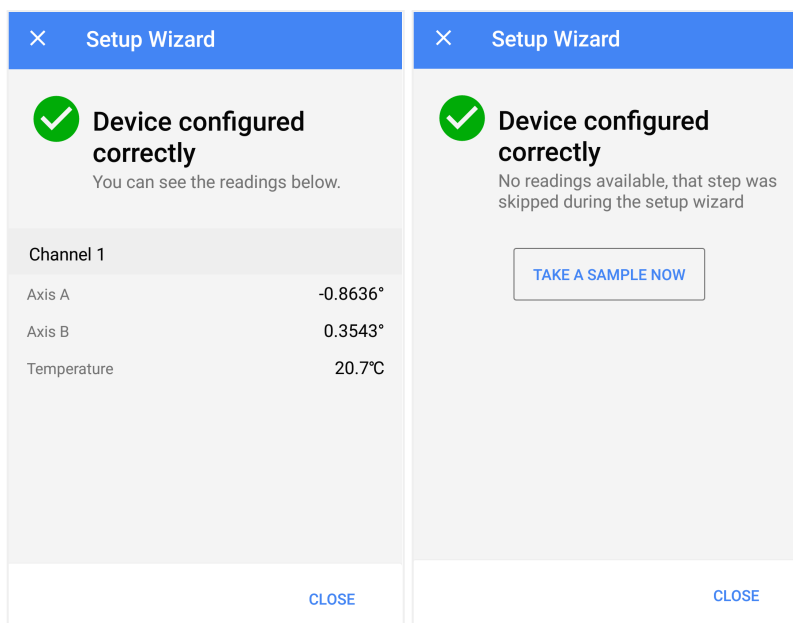 Setup Wizard
Device configured
correctly
You can see the readings below.
Channel 1
Axis A -0.8636°
Axis B 0.3543°
Temperature 20.7℃
CLOSE
Setup Wizard
Device configured
correctly
No readings available, that step was
skipped during the setup wizard
TAKE A SAMPLE NOW
CLOSE